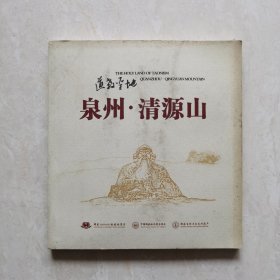 THE HOLY LAND OF TAOISM
QUANZHOU·QINGYUAN MOUNTAIN
道教圣地
泉州·清源山